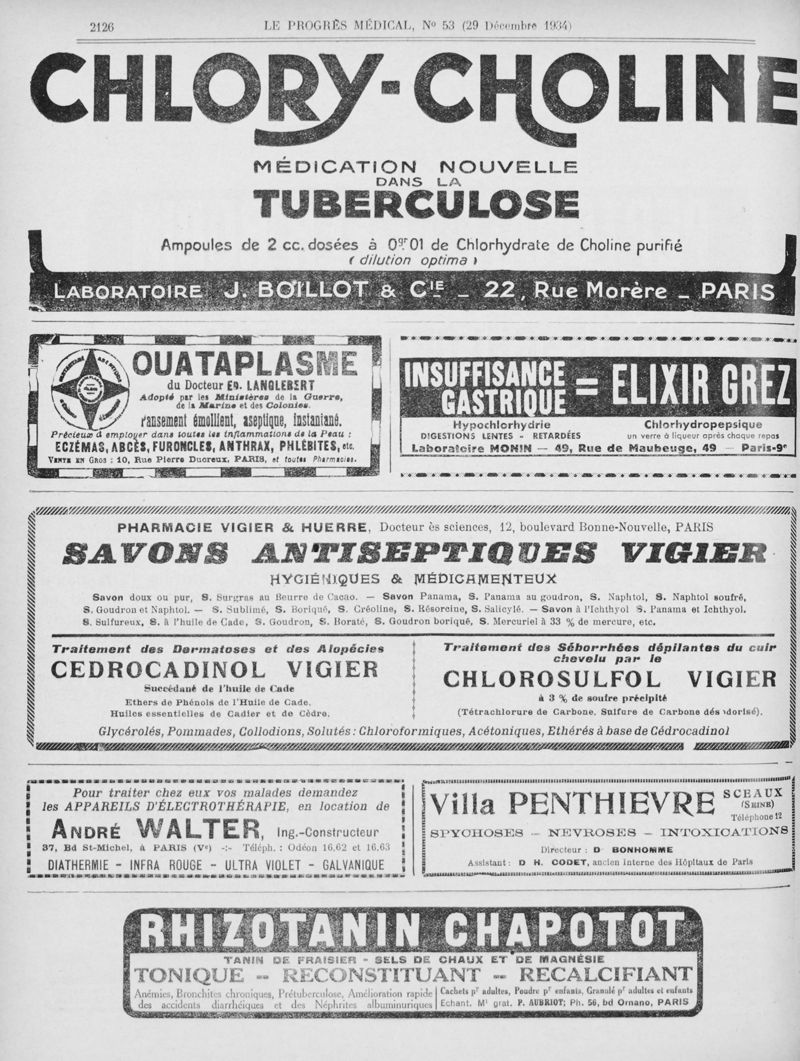 2126
LE PROGRÈS MÉDICAL, No 53 (29 Décembre 1934)
CHLORY-CHOLINE
MÉDICATION NOUVELLE
DANS LA
TUBERCULOSE
Ampoules de 2 cc. dosées à 0gr01 de Chlorhydrate de Choline purifié
(dilution optima)
LABORATOIRE J. BOILLOT & CIE _ 22, Rue Morère _ PARIS
OUATAPLASME
du Docteur ED. LANGLEBERT
Adopté par les Ministères de la Guerre,
de la Marine et des Colonies.
Pansement émollient, aseptique, instantané.
Précieux à employer dans toutes les inflammations de la Peau :
ECZÉMAS, ABCÈS, FURONCLES, ANTHRAX, PHLÉBITES, etc.
VENTE EN GROS : 10, Rue Pierre Ducreux, PARIS, et toutes Pharmacies.
INSUFFISANCE
GASTRIQUE
= ELIXIR GREZ
Hypochlorhydrie
Chlorhydropepsique
DIGESTIONS LENTES - RETARDÉES
un verre à liqueur après chaque repas
Laboratoire MONIN — 49, Rue de Maubeuge, 49 — Paris-9e
PHARMACIE VIGIER & HUERRE, Docteur ès sciences, 12, boulevard Bonne-Nouvelle, PARIS
SAVONS ANTISEPTIQUES VIGIER
HYGIÉNIQUES & MÉDICAMENTEUX
Savon doux ou pur, S. Surgras au Beurre de Cacao. — Savon Panama, S. Panama au goudron, S. Naphtol, S. Naphtol soufré,
S. Goudron et Naphtol. — S. Sublimé, S. Boriqué, S. Créoline, S. Résorcine, S. Salicylé. — Savon à l'Ichthyol S. Panama et Ichthyol.
S. Sulfureux, S. à l'huile de Cade, S. Goudron, S. Boraté, S. Goudron boriqué, S. Mercuriel à 33 % de mercure, etc.
Traitement des Dermatoses et des Alopécies
CEDROCADINOL VIGIER
Succédané de l'huile de Cade
Ethers de Phénols de l'Huile de Cade.
Huiles essentielles de Cadier et de Cèdre.
Traitement des Séborrhées dépilantes du cuir
chevelu par le
CHLOROSULFOL VIGIER
à 3 % de soufre précipité
(Tétrachlorure de Carbone, Sulfure de Carbone désodorisé).
Glycérolés, Pommades, Collodions, Solutés : Chloroformiques, Acétoniques, Ethérés à base de Cédrocadinol
Pour traiter chez eux vos malades demandez
les APPAREILS D'ÉLECTROTHÉRAPIE, en location de
ANDRÉ WALTER, Ing.-Constructeur
37, Bd St-Michel, à PARIS (Ve) -:- Téléph. : Odéon 16.62 et 16.63
DIATHERMIE - INFRA ROUGE - ULTRA VIOLET - GALVANIQUE
Villa PENTHIEVRE
SCEAUX
(SEINE)
Téléphone 12
SPYCHOSES — NEVROSES — INTOXICATIONS
Directeur : D BONHOMME
Assistant : D H. CODET, ancien interne des Hôpitaux de Paris
RHIZOTANIN CHAPOTOT
TANIN DE FRAISIER - SELS DE CHAUX ET DE MAGNÉSIE
TONIQUE -- RECONSTITUANT -- RECALCIFIANT
Anémies, Bronchites chroniques, Prétuberculose, Amélioration rapide
des accidents diarrhéiques et des Néphrites albuminuriques
Cachets pr adultes, Poudre pr enfants, Granulé pr adultes et enfants
Echant. Ml grat. P. AUBRIOT; Ph. 56, bd Ornano, PARIS